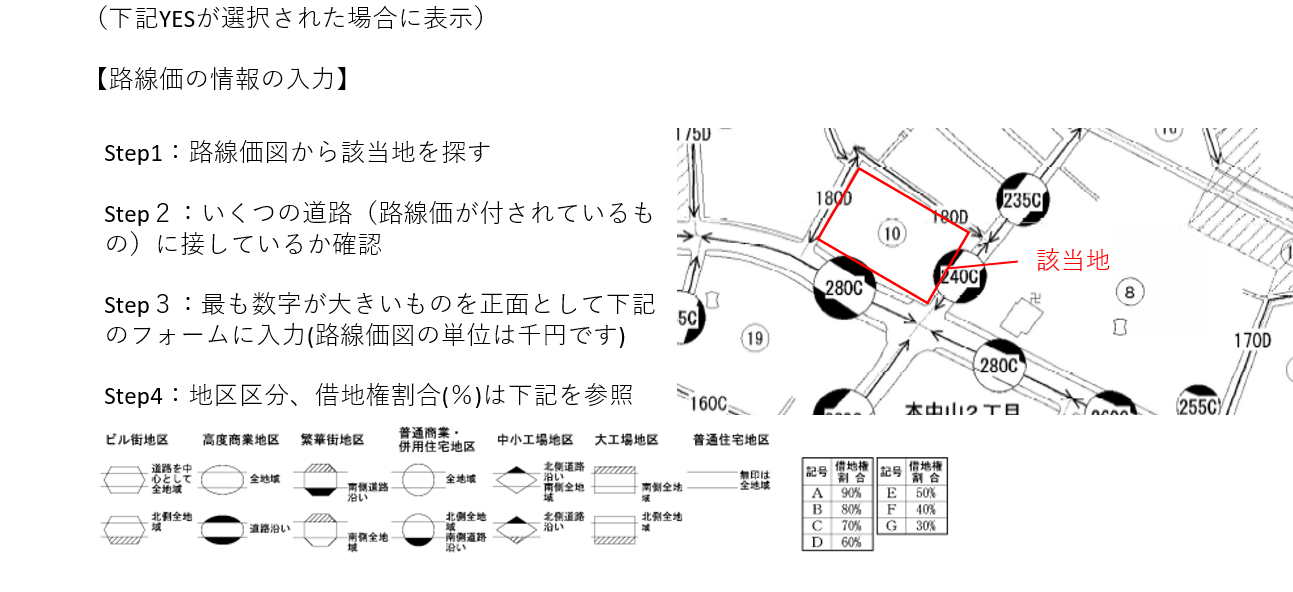 （下記YESが選択された場合に表示）
【路線価の情報の入力】
Step1：路線価図から該当地を探す
Step２：いくつの道路（路線価が付されているも
の）に接しているか確認
Step３：最も数字が大きいものを正面として下記
のフォームに入力(路線価図の単位は千円です)
Step4：地区区分、借地権割合(％)は下記を参照
175D
180D
180D
10
235C
240C
該当地
280C
8
5C
19
280C
170D
160C
本中山２丁目
255C
ビル街地区
高度商業地区
繁華街地区
普通商業・
併用住宅地区
中小工場地区
大工場地区
普通住宅地区
道路を中
心として
全地域
全地域
南側道路
沿い
全地域
北側道路
沿い
南側全地
域
南側全地
域
無印は
全地域
北側全地
域
道路沿い
南側全地
域
北側全地
域
南側道路
沿い
北側道路
沿い
北側全地
域
記号 借地権割合
A 90%
B 80%
C 70%
D 60%
記号 借地権割合
E 50%
F 40%
G 30%